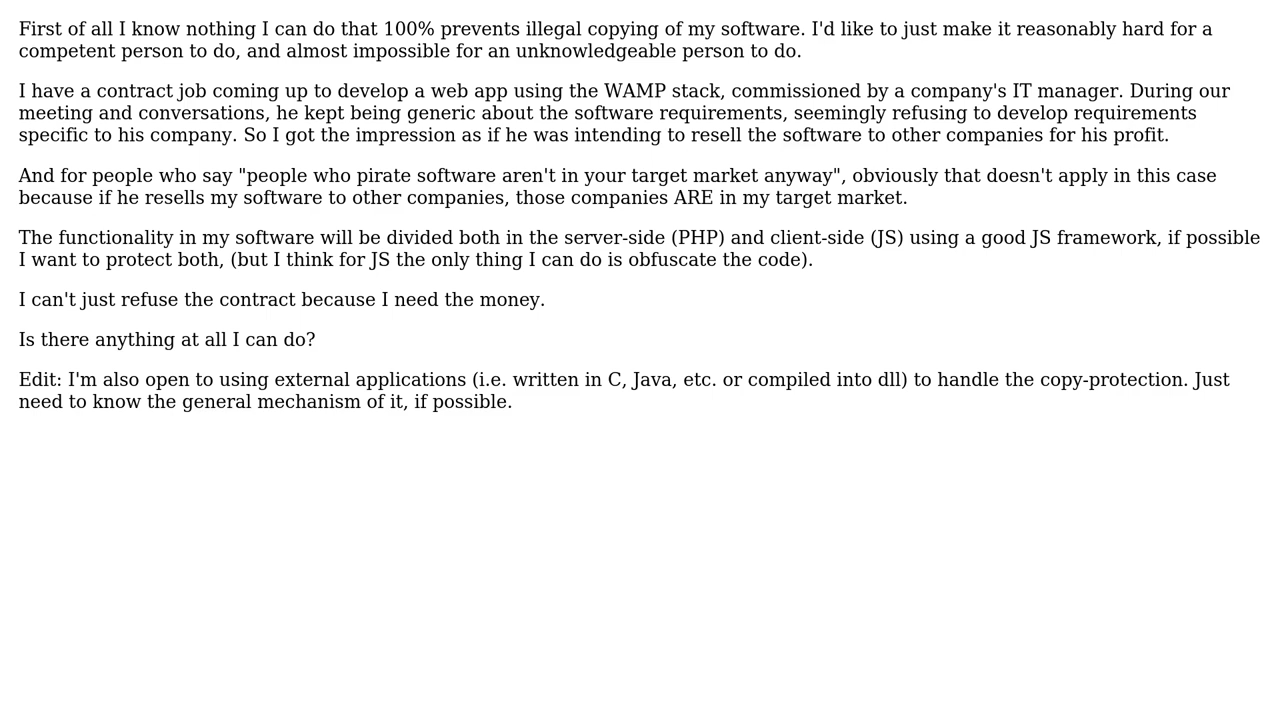 First of all I know nothing I can do that 100% prevents illegal copying of my software. I'd like to just make it reasonably hard for a
competent person to do, and almost impossible for an unknowledgeable person to do.
I have a contract job coming up to develop a web app using the WAMP stack, commissioned by a company's IT manager. During our
meeting and conversations, he kept being generic about the software requirements, seemingly refusing to develop requirements
specific to his company. So I got the impression as if he was intending to resell the software to other companies for his profit.
And for people who say "people who pirate software aren't in your target market anyway", obviously that doesn't apply in this case
because if he resells my software to other companies, those companies ARE in my target market.
The functionality in my software will be divided both in the server-side (PHP) and client-side (JS) using a good JS framework, if possible
I want to protect both, (but I think for JS the only thing I can do is obfuscate the code).
I can't just refuse the contract because I need the money.
Is there anything at all I can do?
Edit: I'm also open to using external applications (i.e. written in C, Java, etc. or compiled into dll) to handle the copy-protection. Just
need to know the general mechanism of it, if possible.